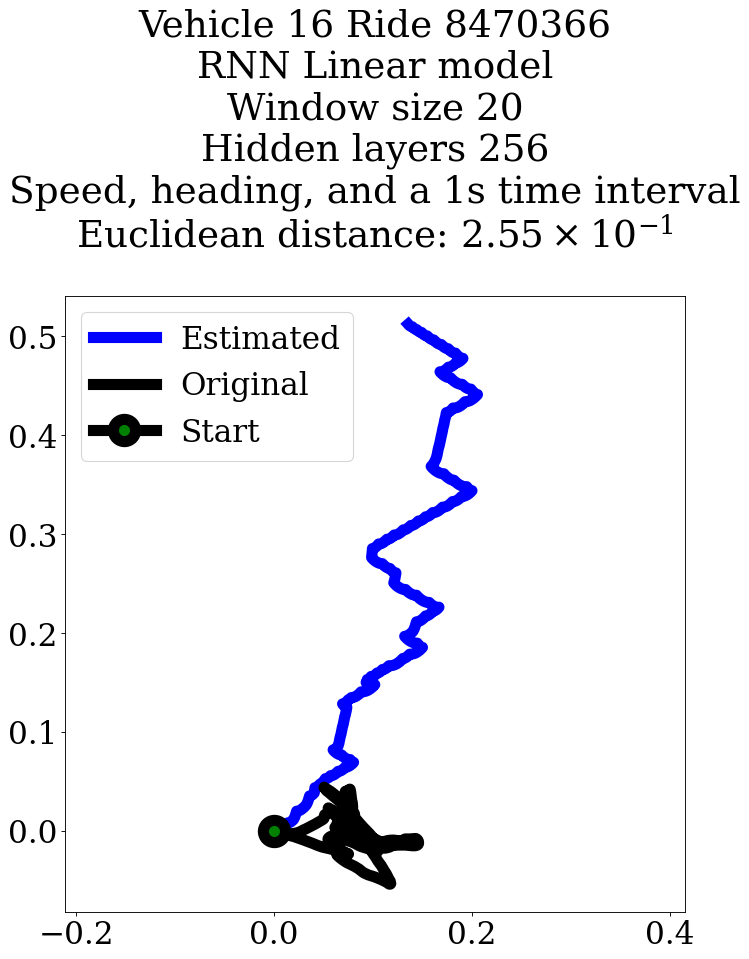 Vehicle 16 Ride 8470366
RNN Linear model
Window size 20
Hidden layers 256
Speed, heading, and a 1s time interval
Euclidean distance: 2.55 × 10⁻¹
Estimated
Original
Start
0.5
0.4
0.3
0.2
0.1
0.0
−0.2 0.0 0.2 0.4